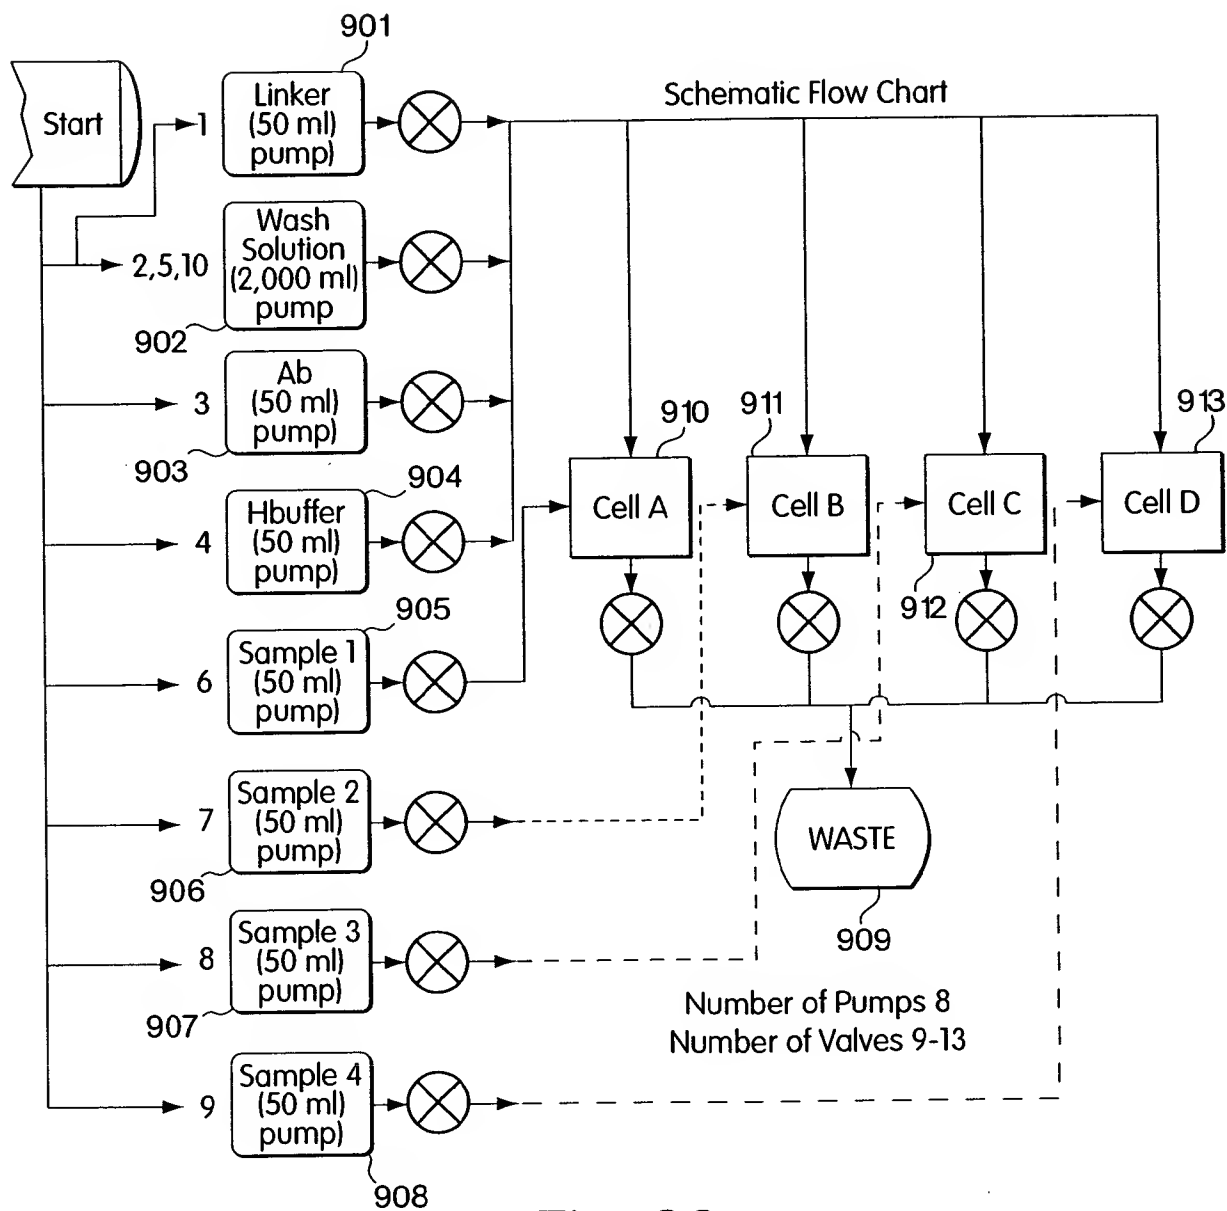 901
Schematic Flow Chart
Start
1
Linker
(50 ml)
pump)
2,5,10
Wash
Solution
(2,000 ml)
pump
902
3
Ab
(50 ml)
pump)
903
4
Hbuffer
(50 ml)
pump)
904
910
911
912
913
Cell A
Cell B
Cell C
Cell D
6
Sample 1
(50 ml)
pump)
905
7
Sample 2
(50 ml)
pump)
906
WASTE
909
8
Sample 3
(50 ml)
pump)
907
Number of Pumps 8
Number of Valves 9-13
9
Sample 4
(50 ml)
pump)
908